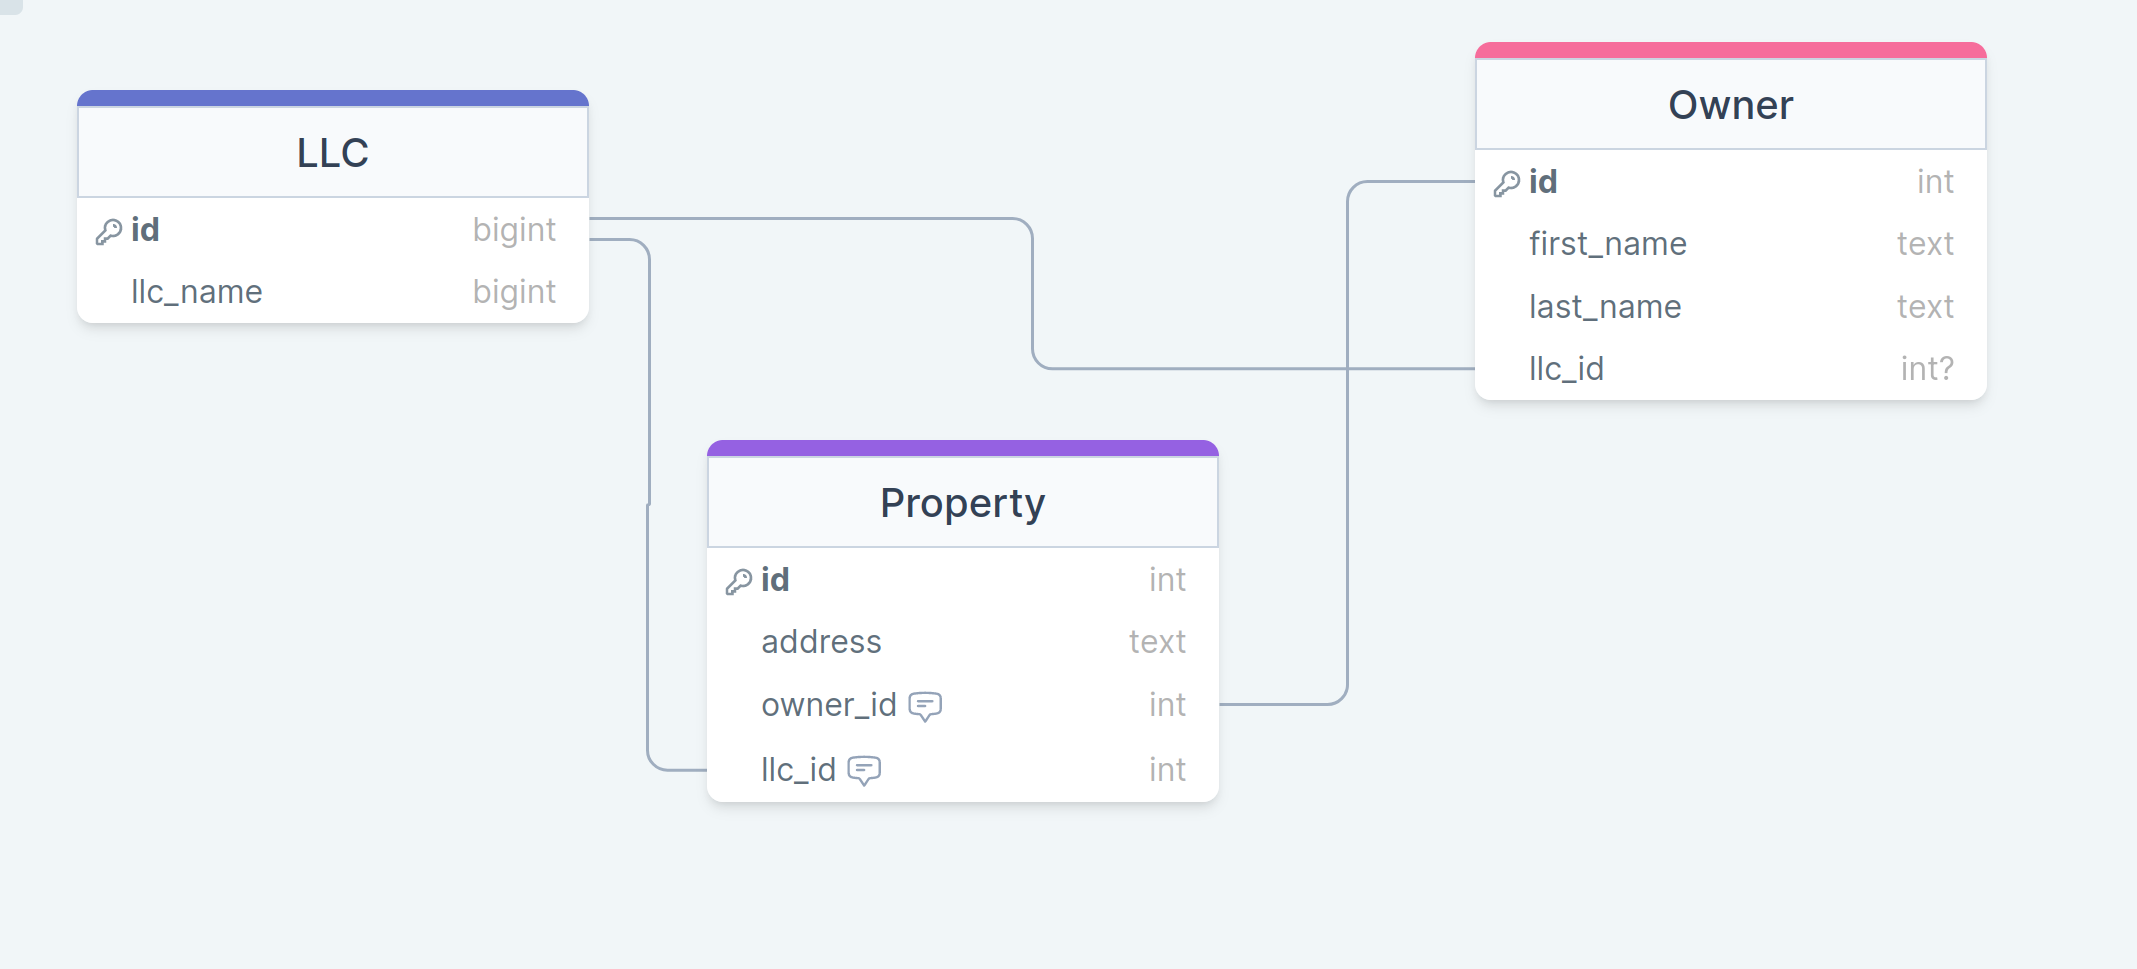 LLC
id bigint
llc_name bigint
Owner
id int
first_name text
last_name text
llc_id int?
Property
id int
address text
owner_id int
llc_id int